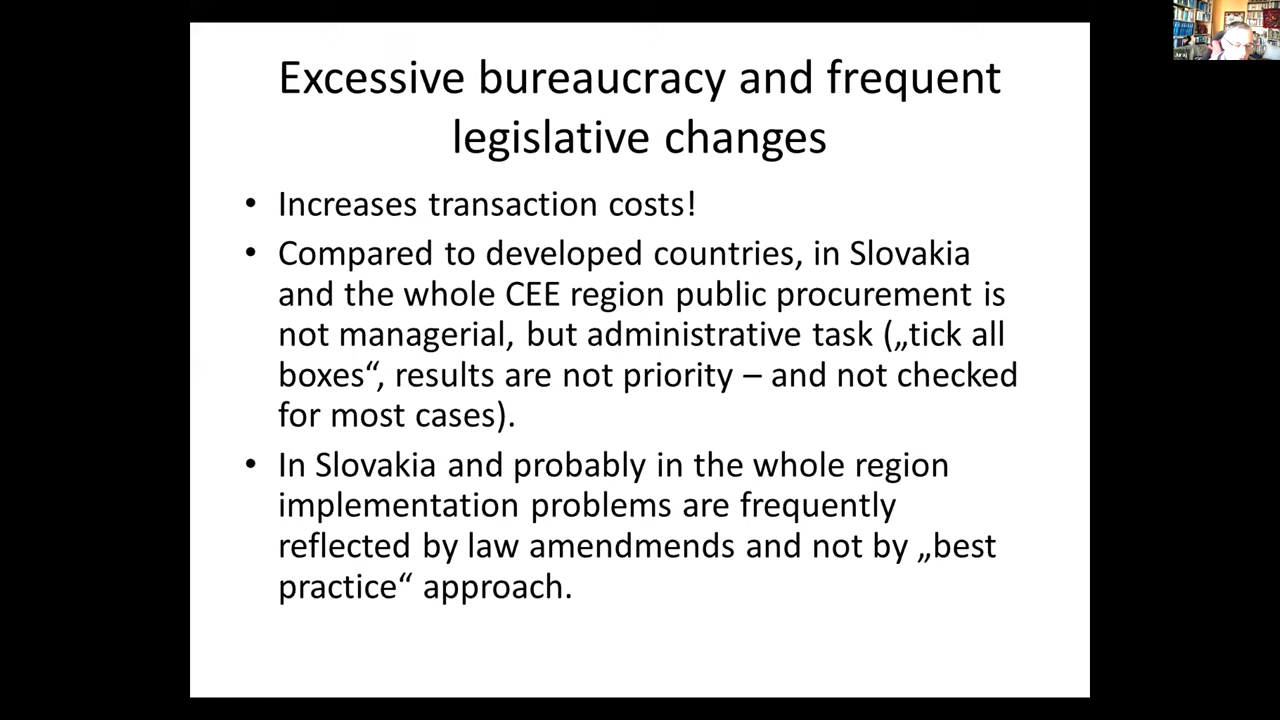 Excessive bureaucracy and frequent
legislative changes
• Increases transaction costs!
• Compared to developed countries, in Slovakia
and the whole CEE region public procurement is
not managerial, but administrative task („tick all
boxes“, results are not priority – and not checked
for most cases).
• In Slovakia and probably in the whole region
implementation problems are frequently
reflected by law amendmends and not by „best
practice“ approach.